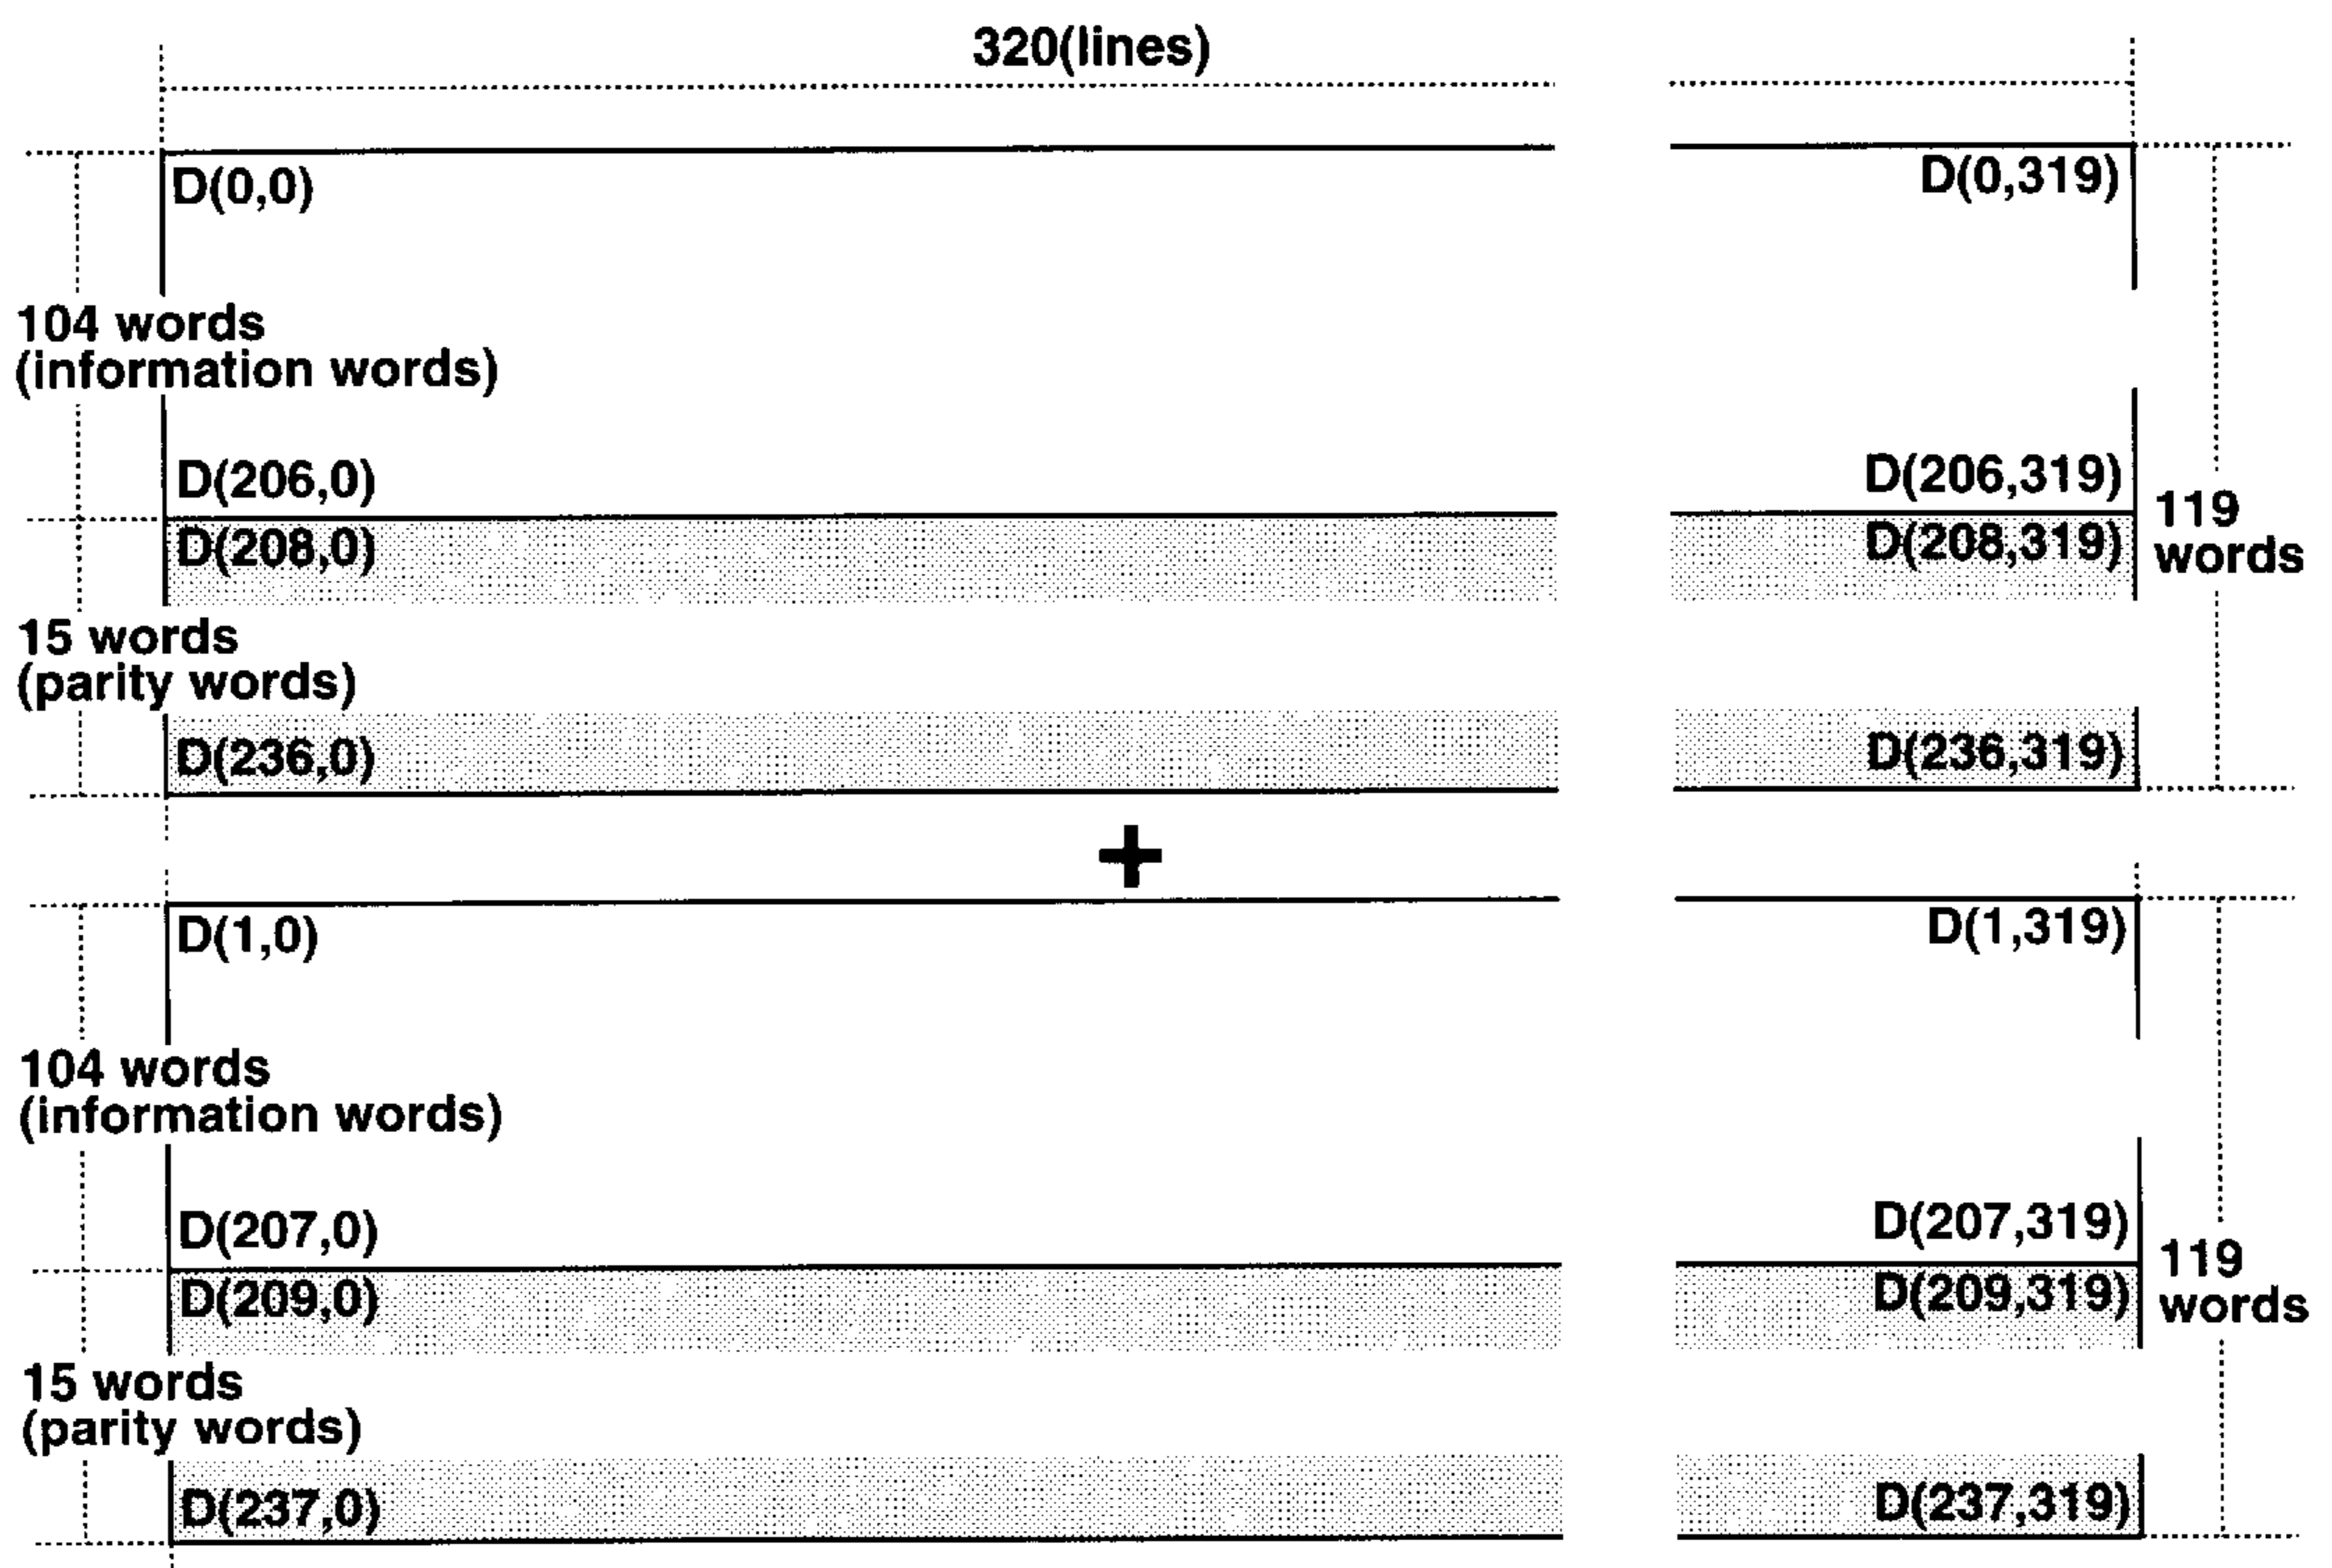 320(lines)
D(0,0) D(0,319)
104 words
(information words)
D(206,0) D(206,319)
119
words
D(208,0) D(208,319)
15 words
(parity words)
D(236,0) D(236,319)
+
D(1,0) D(1,319)
104 words
(information words)
D(207,0) D(207,319)
119
words
D(209,0) D(209,319)
15 words
(parity words)
D(237,0) D(237,319)